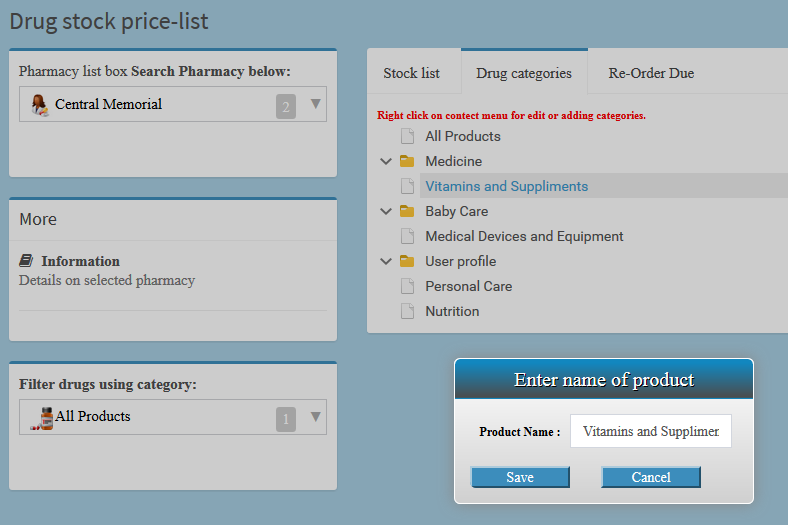 Drug stock price-list
Pharmacy list box Search Pharmacy below:
Central Memorial 2
More
Information
Details on selected pharmacy
Filter drugs using category:
All Products 1
Stock list Drug categories Re-Order Due
Right click on contect menu for edit or adding categories.
All Products
Medicine
Vitamins and Suppliments
Baby Care
Medical Devices and Equipment
User profile
Personal Care
Nutrition
Enter name of product
Product Name : Vitamins and Supplimen
Save Cancel